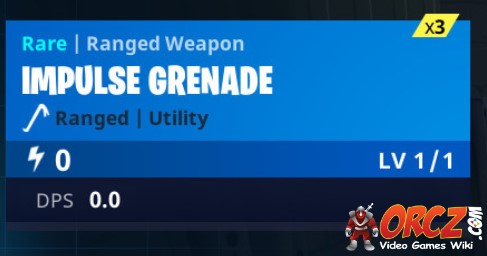 x3
Rare | Ranged Weapon
IMPULSE GRENADE
Ranged | Utility
0 LV 1/1
DPS 0.0
ORCZ.COM
Video Games Wiki